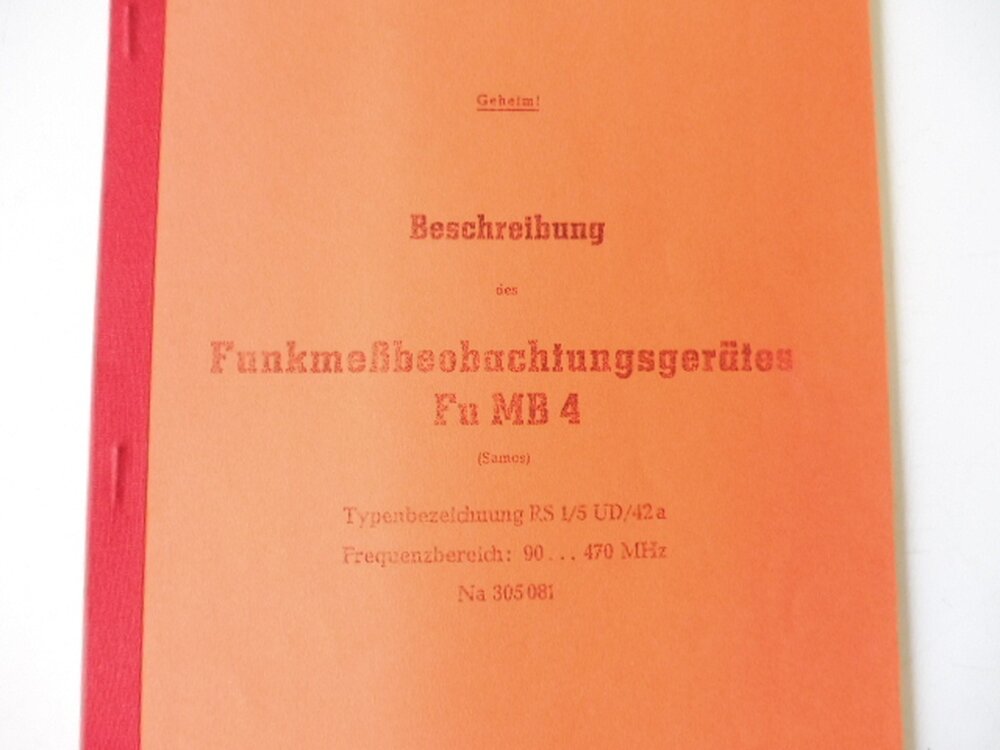 Geheim!
Beschreibung
des
Funkmeßbeobachtungsgerätes
Fu MB 4
(Samos)
Typenbezeichnung RS 1/5 UD/42 a
Frequenzbereich: 90 ... 470 MHz
Na 305 081